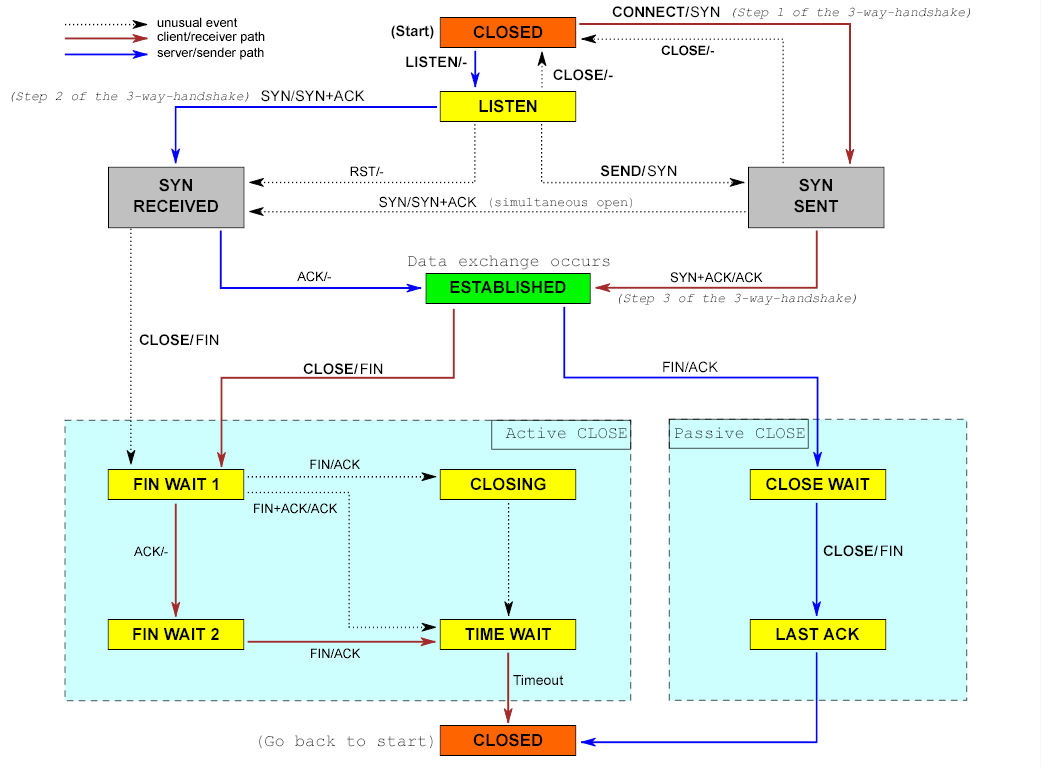 unusual event
client/receiver path
server/sender path
CONNECT/SYN (Step 1 of the 3-way-handshake)
(Start)
CLOSED
CLOSE/-
LISTEN/-
CLOSE/-
(Step 2 of the 3-way-handshake) SYN/SYN+ACK
LISTEN
RST/-
SEND/SYN
SYN
RECEIVED
SYN
SENT
SYN/SYN+ACK (simultaneous open)
Data exchange occurs
ACK/-
ESTABLISHED
SYN+ACK/ACK
(Step 3 of the 3-way-handshake)
CLOSE/FIN
CLOSE/FIN
FIN/ACK
Active CLOSE
Passive CLOSE
FIN WAIT 1
FIN/ACK
CLOSING
CLOSE WAIT
FIN+ACK/ACK
ACK/-
CLOSE/FIN
FIN WAIT 2
FIN/ACK
TIME WAIT
LAST ACK
Timeout
(Go back to start)
CLOSED